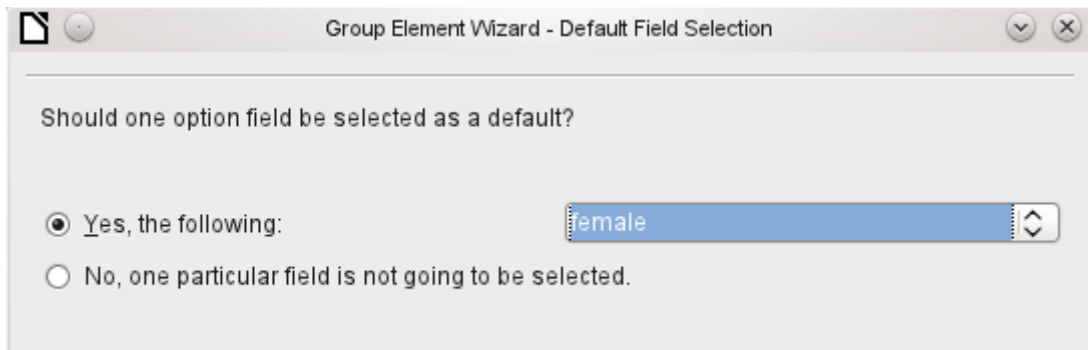 Group Element Wizard - Default Field Selection
Should one option field be selected as a default?
Yes, the following:
female
No, one particular field is not going to be selected.